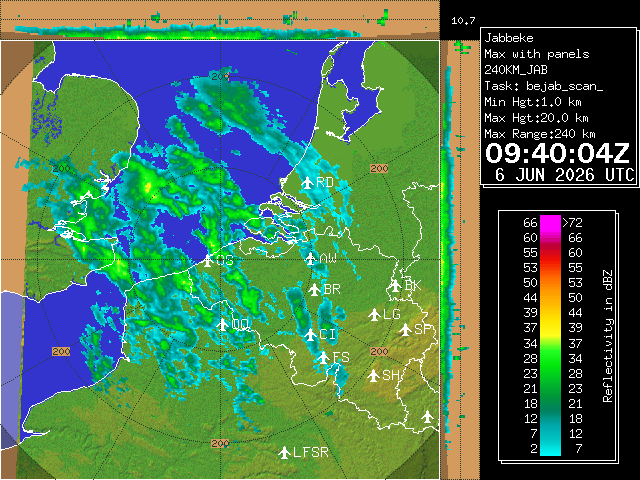 10.7
Jabbeke
Max with panels
240KM_JAB
Task: bejab_scan_
Min Hgt:1.0 km
Max Hgt:20.0 km
Max Range:240 km
09:40:04Z
6 JUN 2026 UTC
200
200
200
RD
OS
AW
BR
BK
LG
CI
SP
200
FS
200
SH
200
LFSR
66 >72
60 66
55 60
53 55
50 53
44 50
39 44
37 39
34 37
28 34
24 28
23 24
21 23
18 21
12 18
7 12
2 7
Reflectivity in dBZ